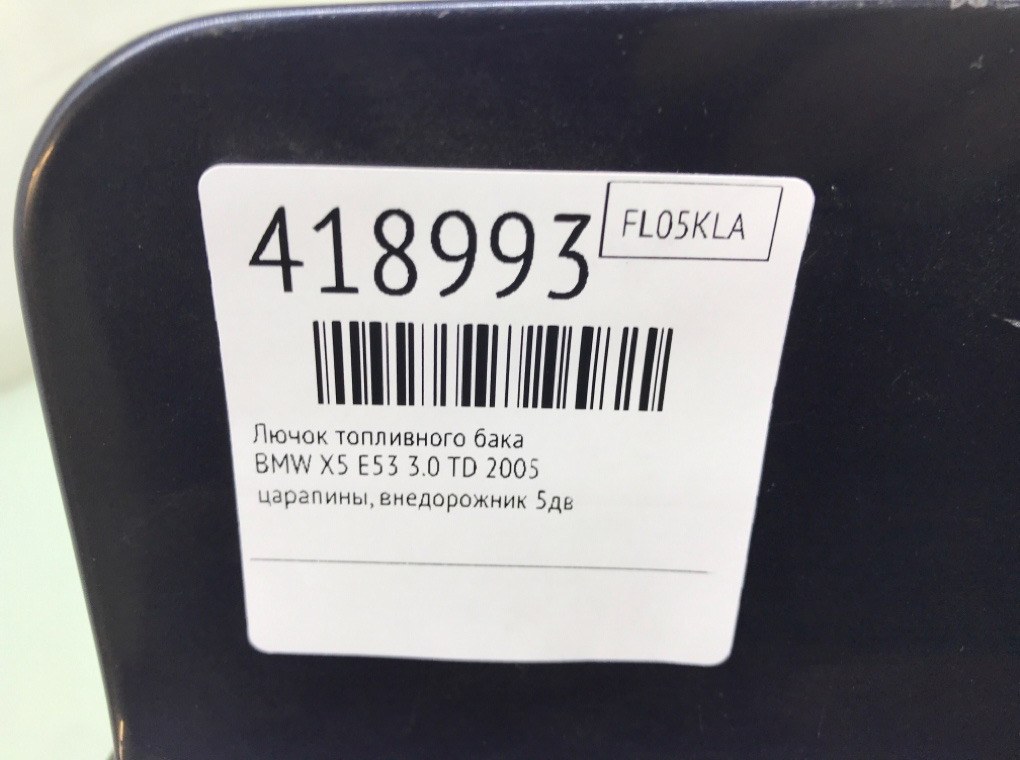 418993
FL05KLA
Лючок топливного бака
BMW X5 E53 3.0 TD 2005
царапины, внедорожник 5дв